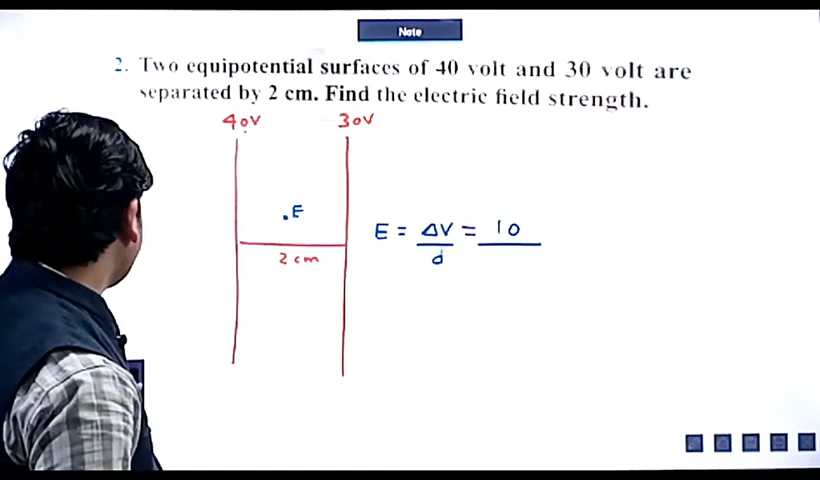 Note
2. Two equipotential surfaces of 40 volt and 30 volt are
separated by 2 cm. Find the electric field strength.
40V 30V
.E
E = ΔV/d = 10
2 cm